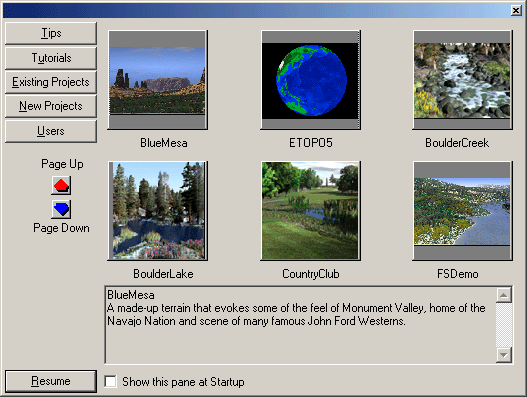 Tips
Tutorials
Existing Projects
New Projects
Users
Page Up
Page Down
BlueMesa
ETOPO5
BoulderCreek
BoulderLake
CountryClub
FSDemo
BlueMesa
A made-up terrain that evokes some of the feel of Monument Valley, home of the
Navajo Nation and scene of many famous John Ford Westerns.
Resume
Show this pane at Startup